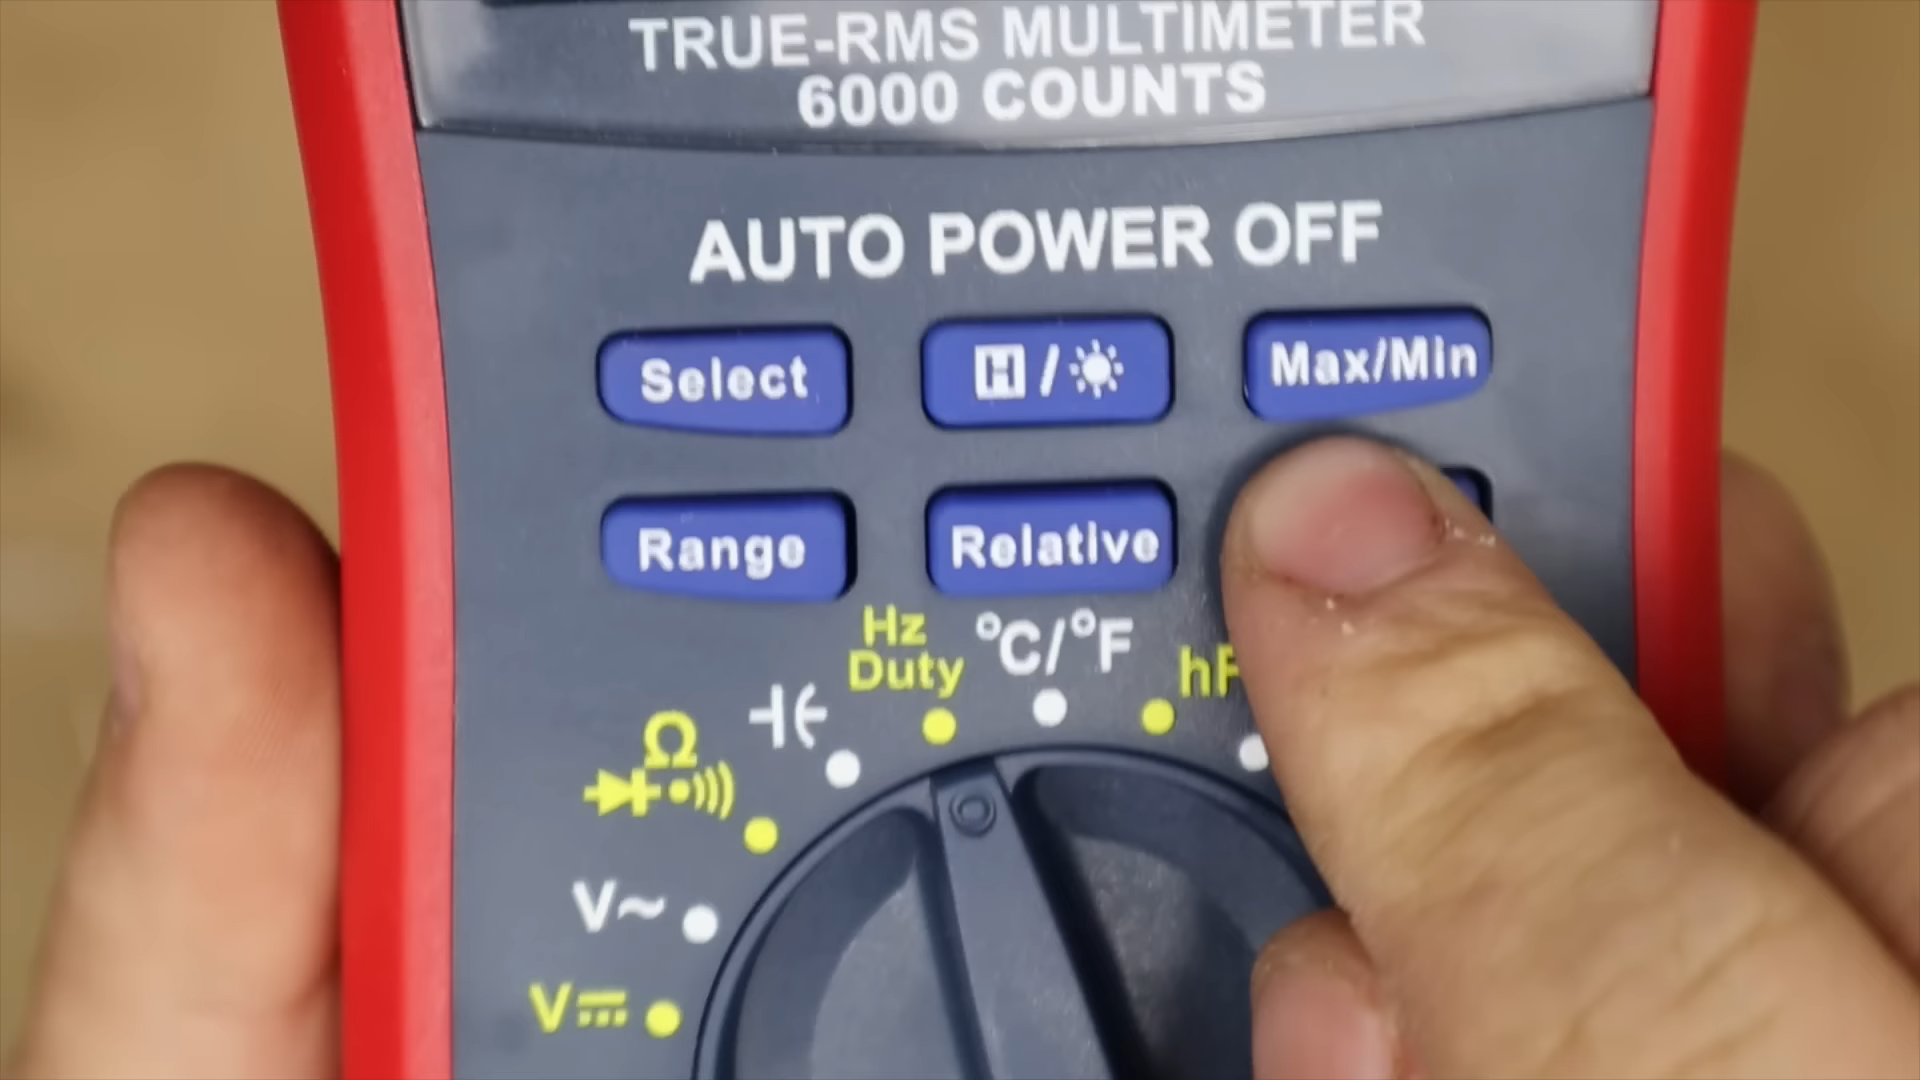 TRUE-RMS MULTIMETER
6000 COUNTS
AUTO POWER OFF
Select
H /
Max/Min
Range
Relative
Hz
Duty
°C/°F
Ω
V~
V⎓